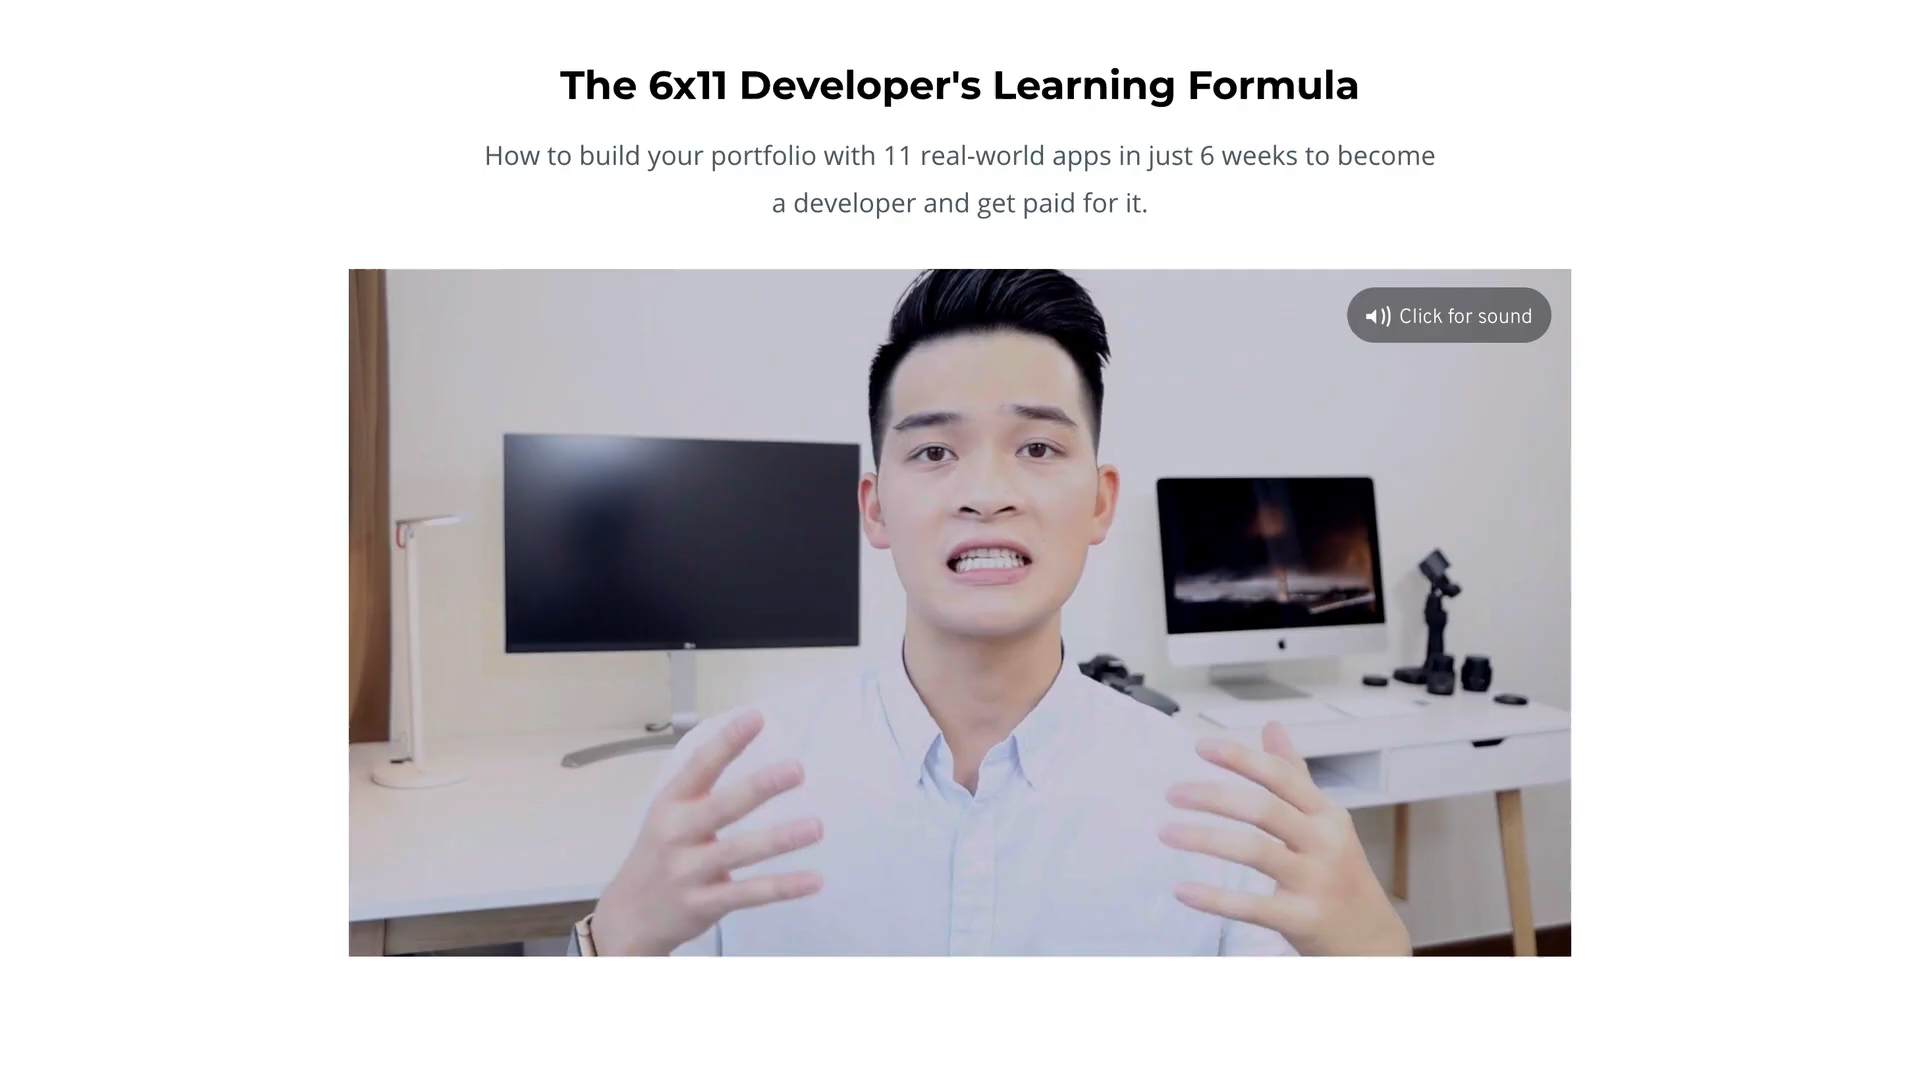 The 6x11 Developer's Learning Formula
How to build your portfolio with 11 real-world apps in just 6 weeks to become
a developer and get paid for it.
Click for sound